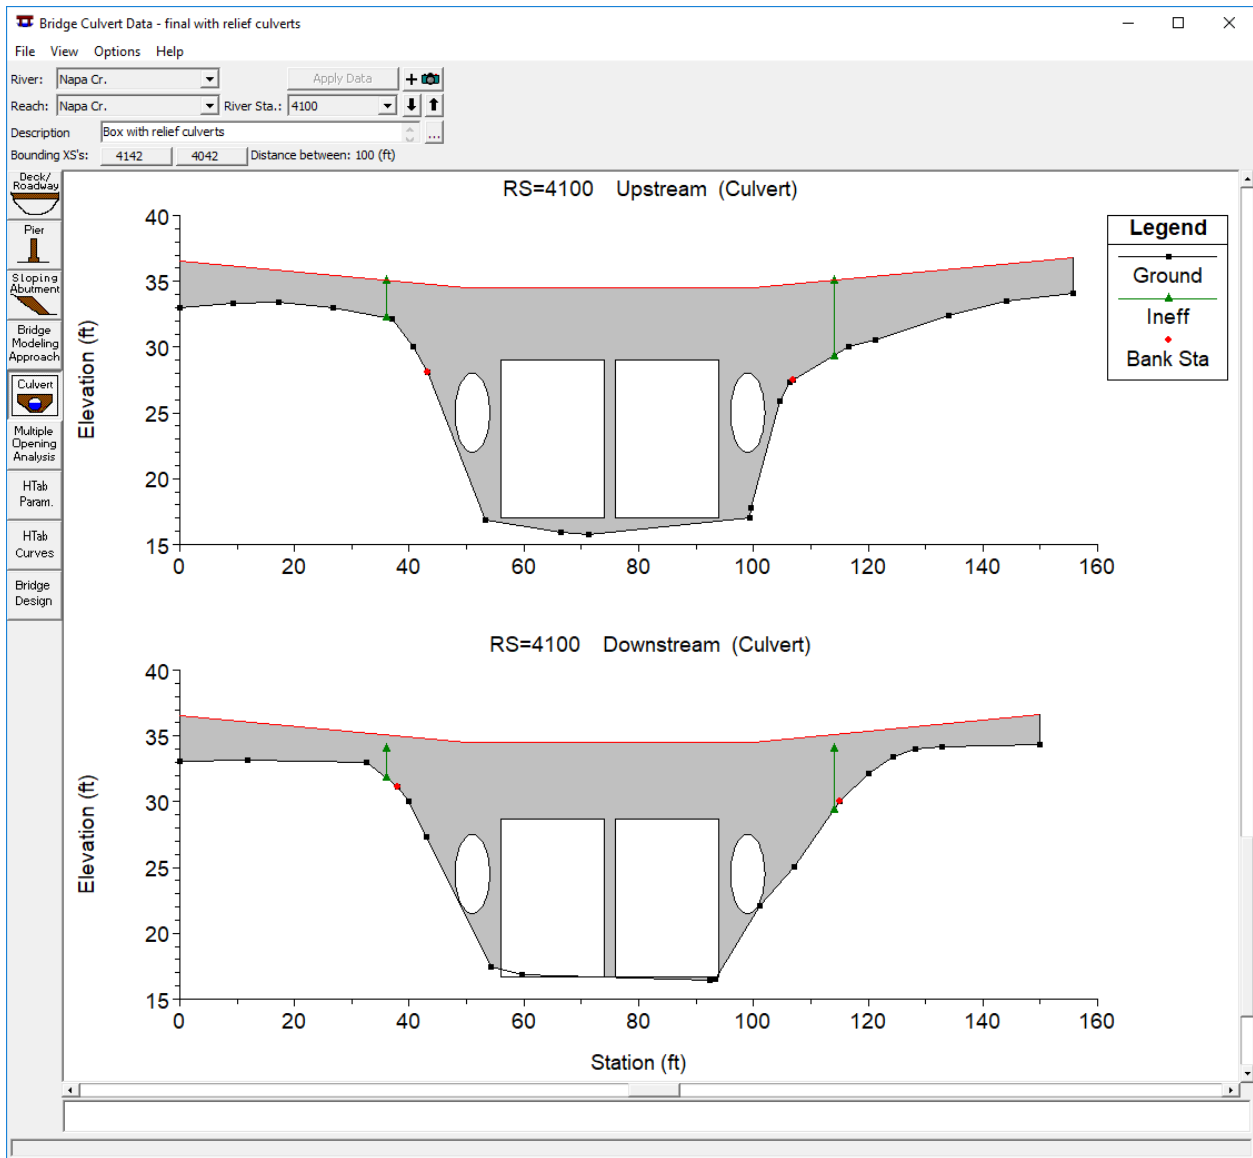 Bridge Culvert Data - final with relief culverts
File View Options Help
River: Napa Cr. Apply Data
Reach: Napa Cr. River Sta.: 4100
Description Box with relief culverts ...
Bounding XS's: 4142 4042 Distance between: 100 (ft)
Deck/
Roadway
Pier
Sloping
Abutment
Bridge
Modeling
Approach
Culvert
Multiple
Opening
Analysis
HTab
Param.
HTab
Curves
Bridge
Design
RS=4100 Upstream (Culvert)
40
35
30
25
20
15
Elevation (ft)
0 20 40 60 80 100 120 140 160
Legend
Ground
Ineff
Bank Sta
RS=4100 Downstream (Culvert)
40
35
30
25
20
15
Elevation (ft)
0 20 40 60 80 100 120 140 160
Station (ft)